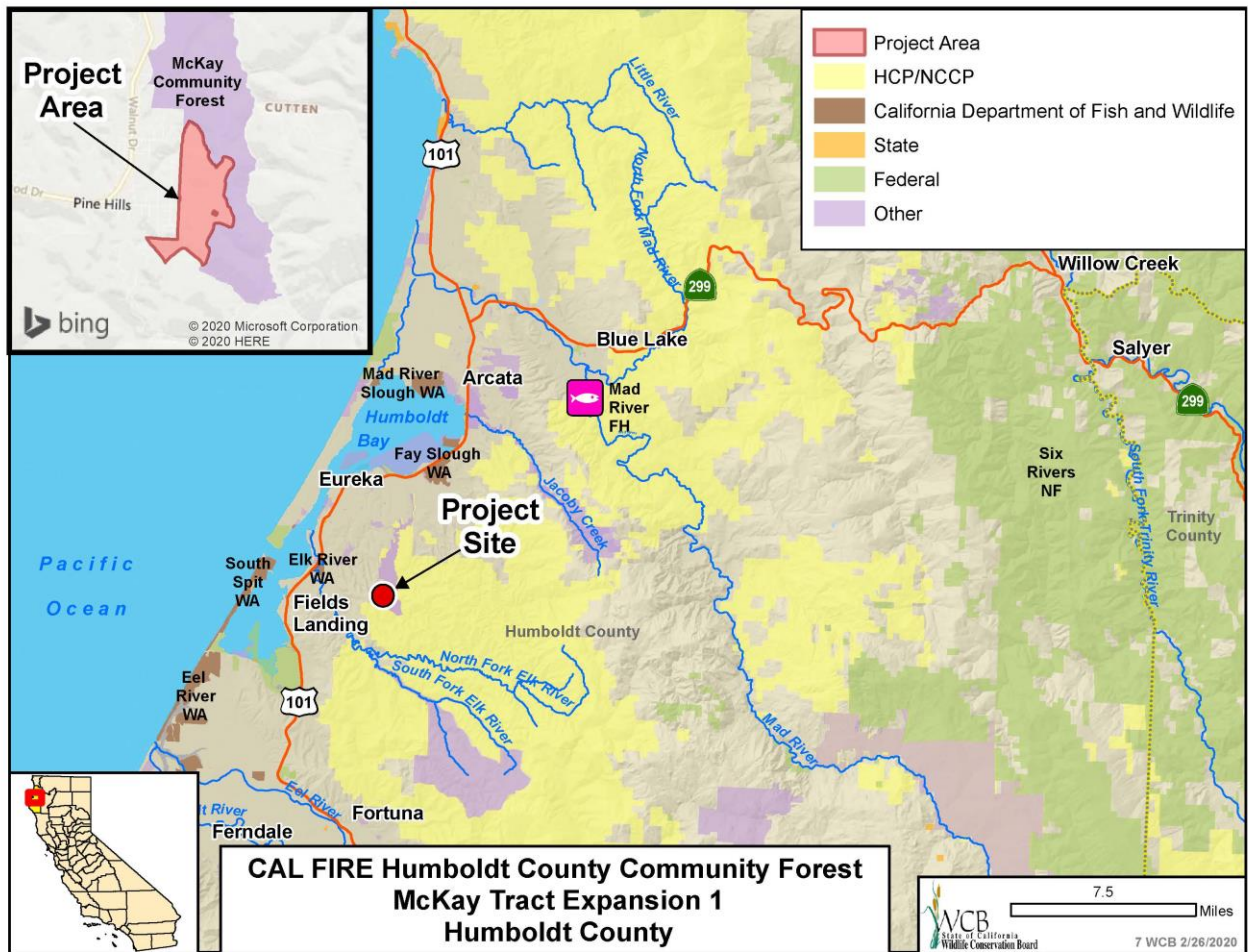 Project
Area
McKay
Community
Forest
CUTTEN
Walnut Dr
Pine Hills
bing
© 2020 Microsoft Corporation
© 2020 HERE
Project Area
HCP/NCCP
California Department of Fish and Wildlife
State
Federal
Other
101
Little River
North Fork Mad River
299
Willow Creek
Salyer
299
Blue Lake
Arcata
Mad River
Slough WA
Humboldt
Bay
Mad
River
FH
Fay Slough
WA
Eureka
Jacoby Creek
Six
Rivers
NF
South Fork Trinity River
Trinity
County
Project
Site
Pacific
Ocean
South
Spit
WA
Elk River
WA
Fields
Landing
Humboldt County
North Fork Elk River
South Fork Elk River
Eel
River
WA
101
Mad River
Eel River
Fortuna
Ferndale
CAL FIRE Humboldt County Community Forest
McKay Tract Expansion 1
Humboldt County
WCB
State of California
Wildlife Conservation Board
7.5
Miles
7 WCB 2/26/2020